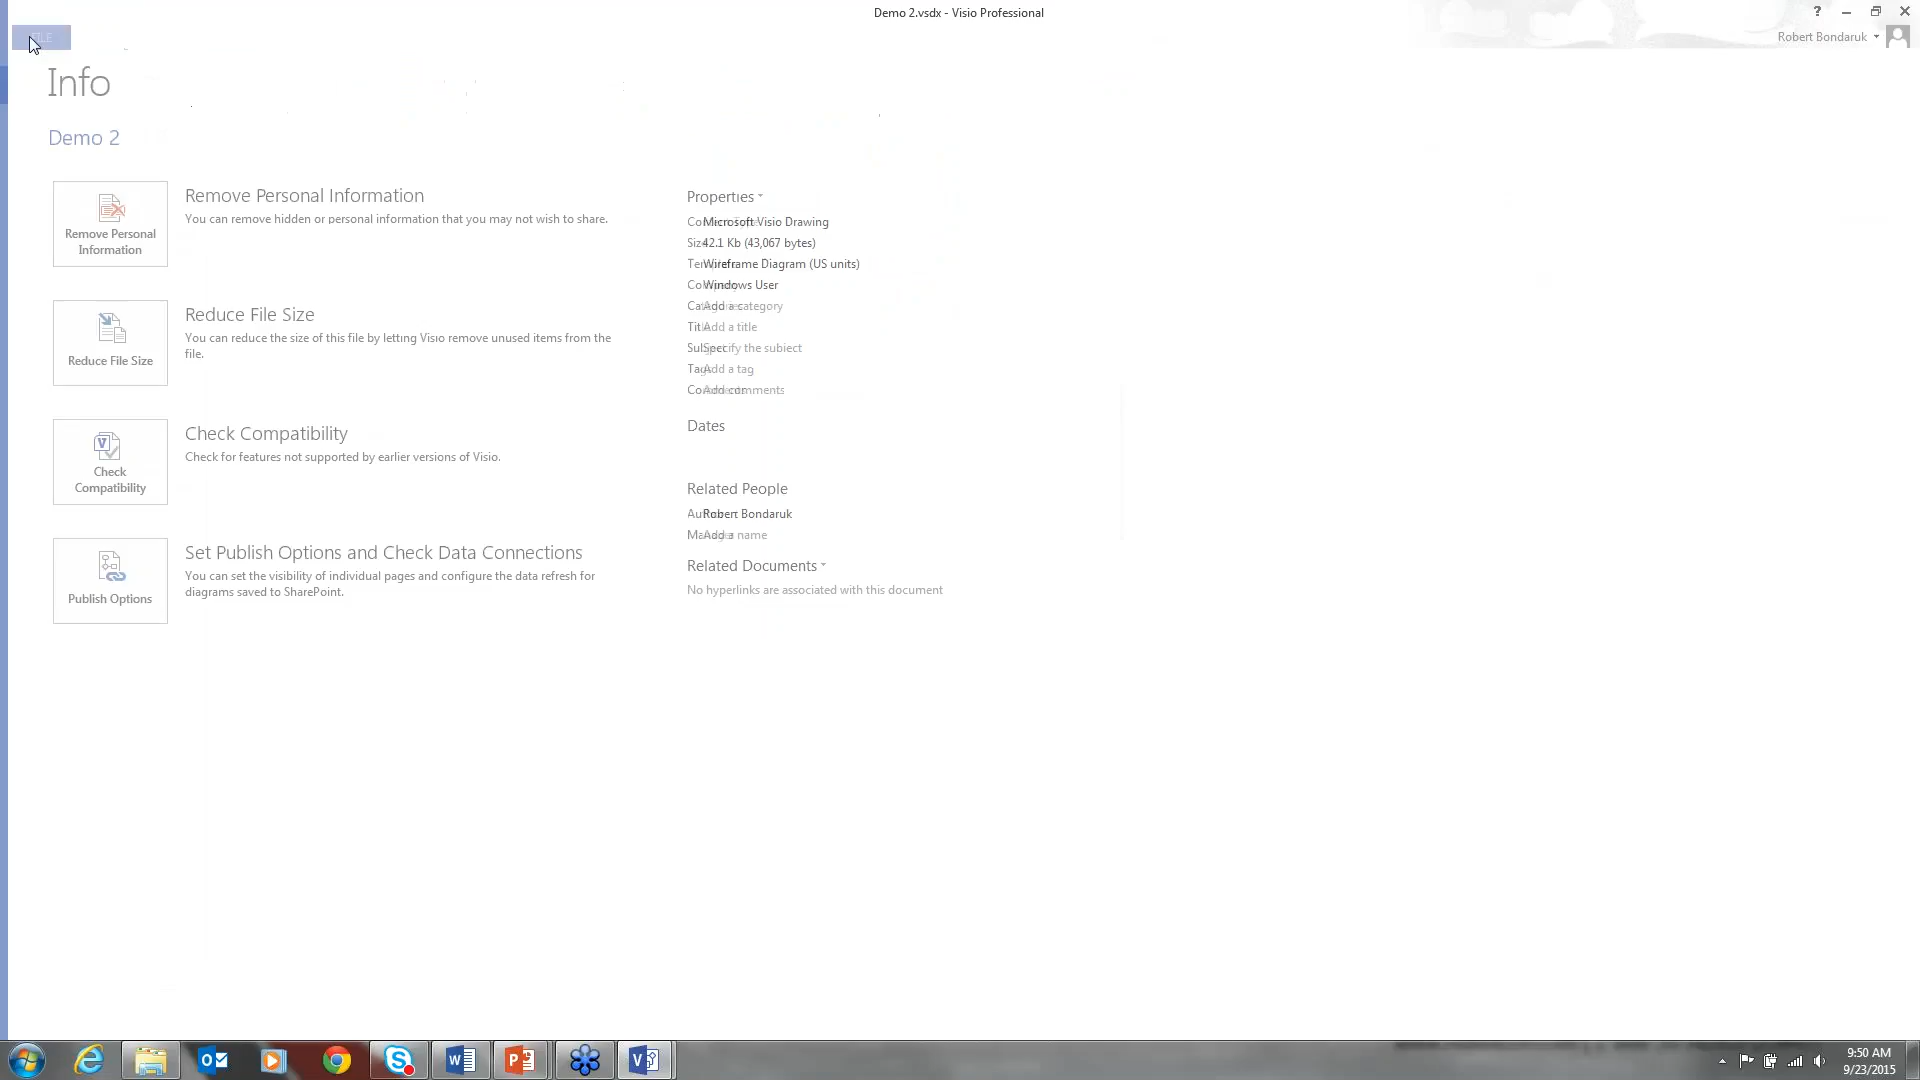 Demo 2.vsdx - Visio Professional
?
FILE
Robert Bondaruk
Info
Demo 2
Remove Personal Information
Remove Personal Information
You can remove hidden or personal information that you may not wish to share.
Reduce File Size
Reduce File Size
You can reduce the size of this file by letting Visio remove unused items from the
file.
Check Compatibility
Check
Compatibility
Check for features not supported by earlier versions of Visio.
Set Publish Options and Check Data Connections
Publish Options
You can set the visibility of individual pages and configure the data refresh for
diagrams saved to SharePoint.
Properties
Microsoft Visio Drawing
42.1 Kb (43,067 bytes)
Wireframe Diagram (US units)
Windows User
Add a category
Add a title
Specify the subject
Add a tag
Add comments
Dates
Related People
Robert Bondaruk
Add a name
Related Documents
No hyperlinks are associated with this document
9:50 AM
9/23/2015